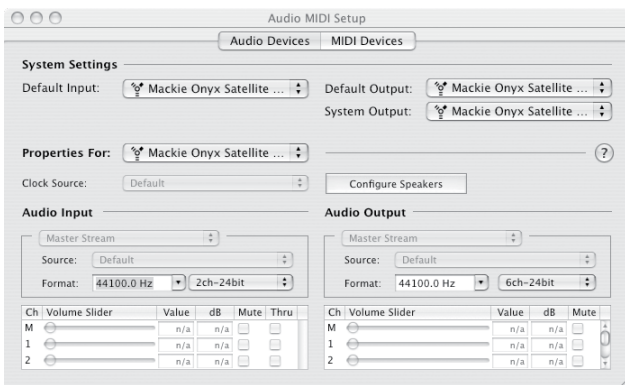 Audio MIDI Setup
Audio Devices MIDI Devices
System Settings
Default Input: Mackie Onyx Satellite ... Default Output: Mackie Onyx Satellite ...
System Output: Mackie Onyx Satellite ...
Properties For: Mackie Onyx Satellite ... ?
Clock Source: Default Configure Speakers
Audio Input Audio Output
Master Stream Master Stream
Source: Default Source: Default
Format: 44100.0 Hz 2ch-24bit Format: 44100.0 Hz 6ch-24bit
Ch Volume Slider Value dB Mute Thru Ch Volume Slider Value dB Mute
M n/a n/a M n/a n/a
1 n/a n/a 1 n/a n/a
2 n/a n/a 2 n/a n/a